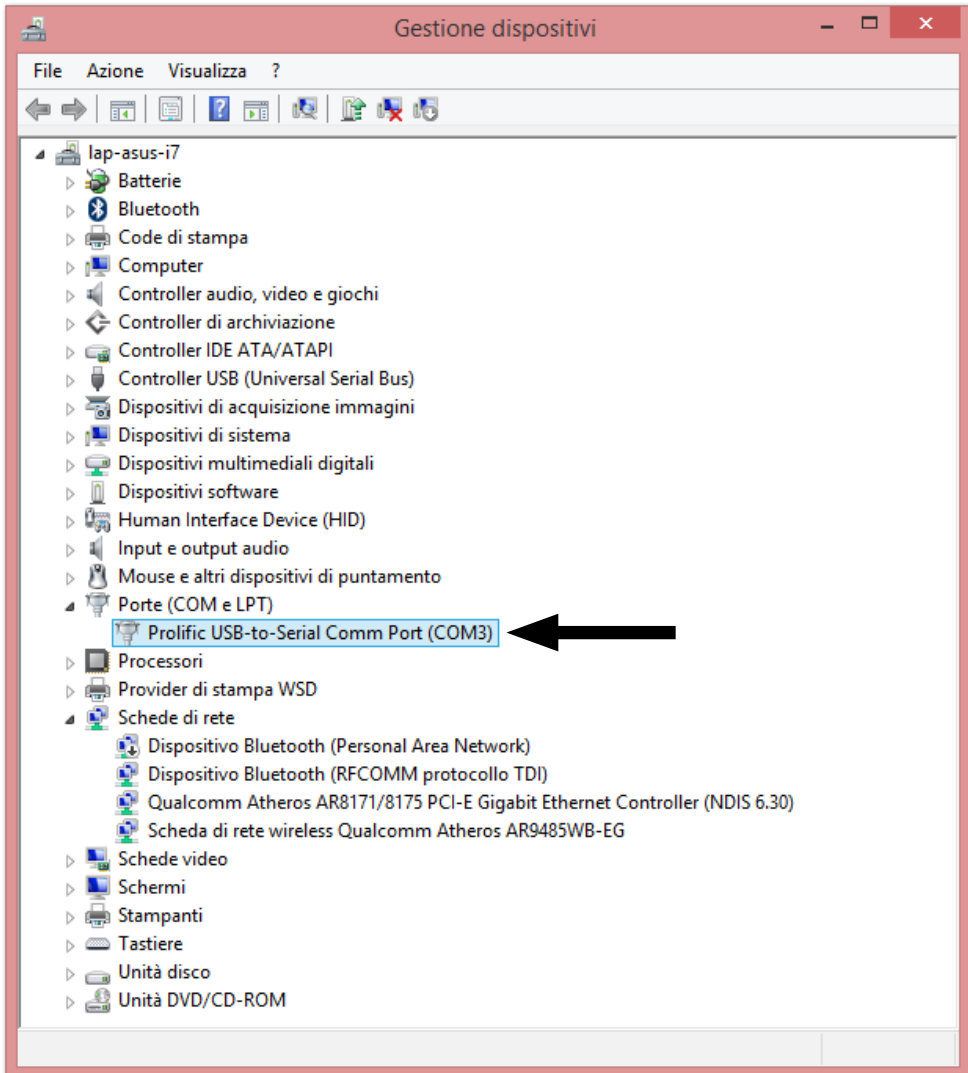 Gestione dispositivi
File Azione Visualizza ?
lap-asus-i7
Batterie
Bluetooth
Code di stampa
Computer
Controller audio, video e giochi
Controller di archiviazione
Controller IDE ATA/ATAPI
Controller USB (Universal Serial Bus)
Dispositivi di acquisizione immagini
Dispositivi di sistema
Dispositivi multimediali digitali
Dispositivi software
Human Interface Device (HID)
Input e output audio
Mouse e altri dispositivi di puntamento
Porte (COM e LPT)
Prolific USB-to-Serial Comm Port (COM3)
Processori
Provider di stampa WSD
Schede di rete
Dispositivo Bluetooth (Personal Area Network)
Dispositivo Bluetooth (RFCOMM protocollo TDI)
Qualcomm Atheros AR8171/8175 PCI-E Gigabit Ethernet Controller (NDIS 6.30)
Scheda di rete wireless Qualcomm Atheros AR9485WB-EG
Schede video
Schermi
Stampanti
Tastiere
Unità disco
Unità DVD/CD-ROM